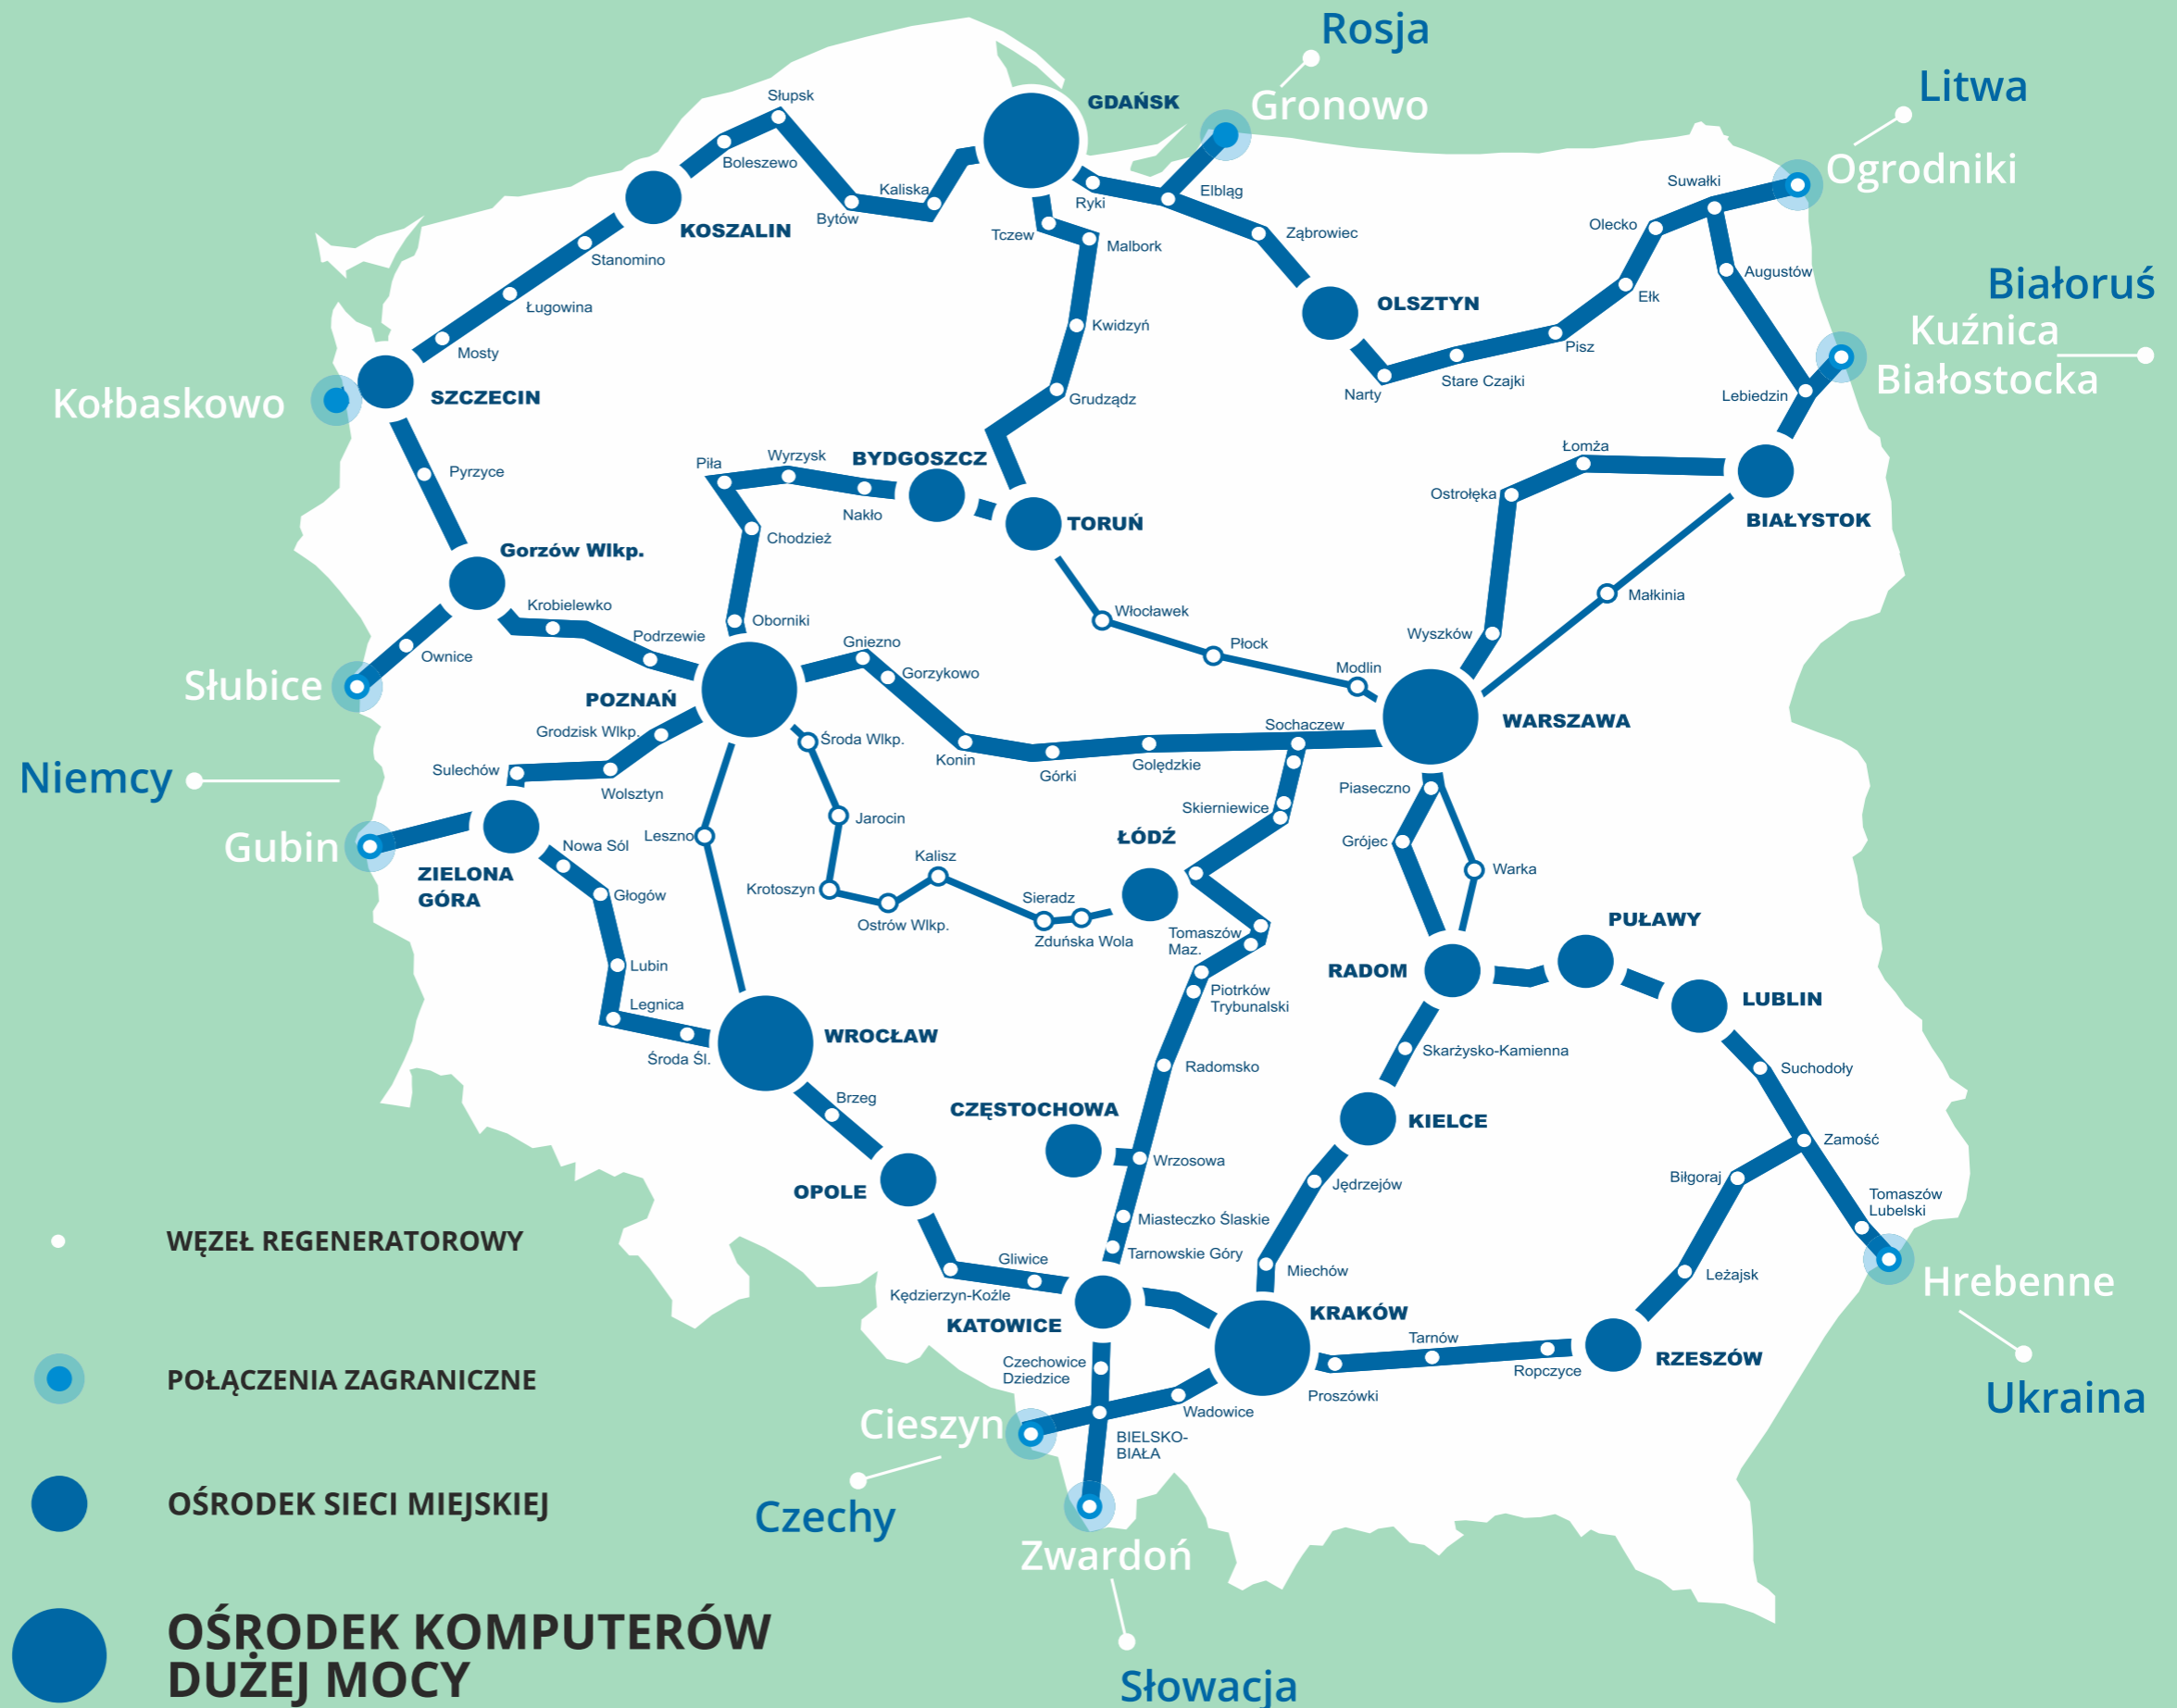 Rosja
Gronowo
Litwa
Ogrodniki
Białoruś
Kuźnica
Białostocka
GDAŃSK
Słupsk
Boleszewo
Kaliska
Bytów
KOSZALIN
Stanomino
Ługowina
Mosty
SZCZECIN
Kołbaskowo
Ryki
Elbląg
Tczew
Malbork
Ząbrowiec
Kwidzyń
Grudządz
OLSZTYN
Narty
Stare Czajki
Pisz
Ełk
Olecko
Suwałki
Augustów
Lebiedzin
Łomża
Ostrołęka
BIAŁYSTOK
Małkinia
Wyszków
Pyrzyce
Gorzów Wlkp.
Krobielewko
Podrzewie
Ownice
Słubice
Piła
Wyrzysk
BYDGOSZCZ
Nakło
TORUŃ
Chodzież
Oborniki
Włocławek
Płock
Modlin
Gniezno
Gorzykowo
POZNAŃ
Grodzisk Wlkp.
Sulechów
Wolsztyn
Środa Wlkp.
Konin
Górki
Golędzkie
Sochaczew
WARSZAWA
Niemcy
Gubin
ZIELONA
GÓRA
Nowa Sól
Głogów
Leszno
Jarocin
Krotoszyn
Ostrów Wlkp.
Kalisz
Sieradz
Zduńska Wola
ŁÓDŹ
Skierniewice
Piaseczno
Grójec
Warka
Tomaszów
Maz.
Piotrków
Trybunalski
RADOM
PUŁAWY
LUBLIN
Lubin
Legnica
Środa Śl.
WROCŁAW
Brzeg
Radomsko
Skarżysko-Kamienna
Suchodoły
CZĘSTOCHOWA
Wrzosowa
KIELCE
Zamość
OPOLE
Jędrzejów
Biłgoraj
Tomaszów
Lubelski
Miasteczko Ślaskie
Tarnowskie Góry
Gliwice
Kędzierzyn-Koźle
Miechów
Leżajsk
Hrebenne
KATOWICE
KRAKÓW
Tarnów
RZESZÓW
Ropczyce
Proszówki
Czechowice
Dziedzice
Wadowice
BIELSKO-
BIAŁA
Cieszyn
Ukraina
Czechy
Zwardoń
Słowacja
WĘZEŁ REGENERATOROWY
POŁĄCZENIA ZAGRANICZNE
OŚRODEK SIECI MIEJSKIEJ
OŚRODEK KOMPUTERÓW
DUŻEJ MOCY